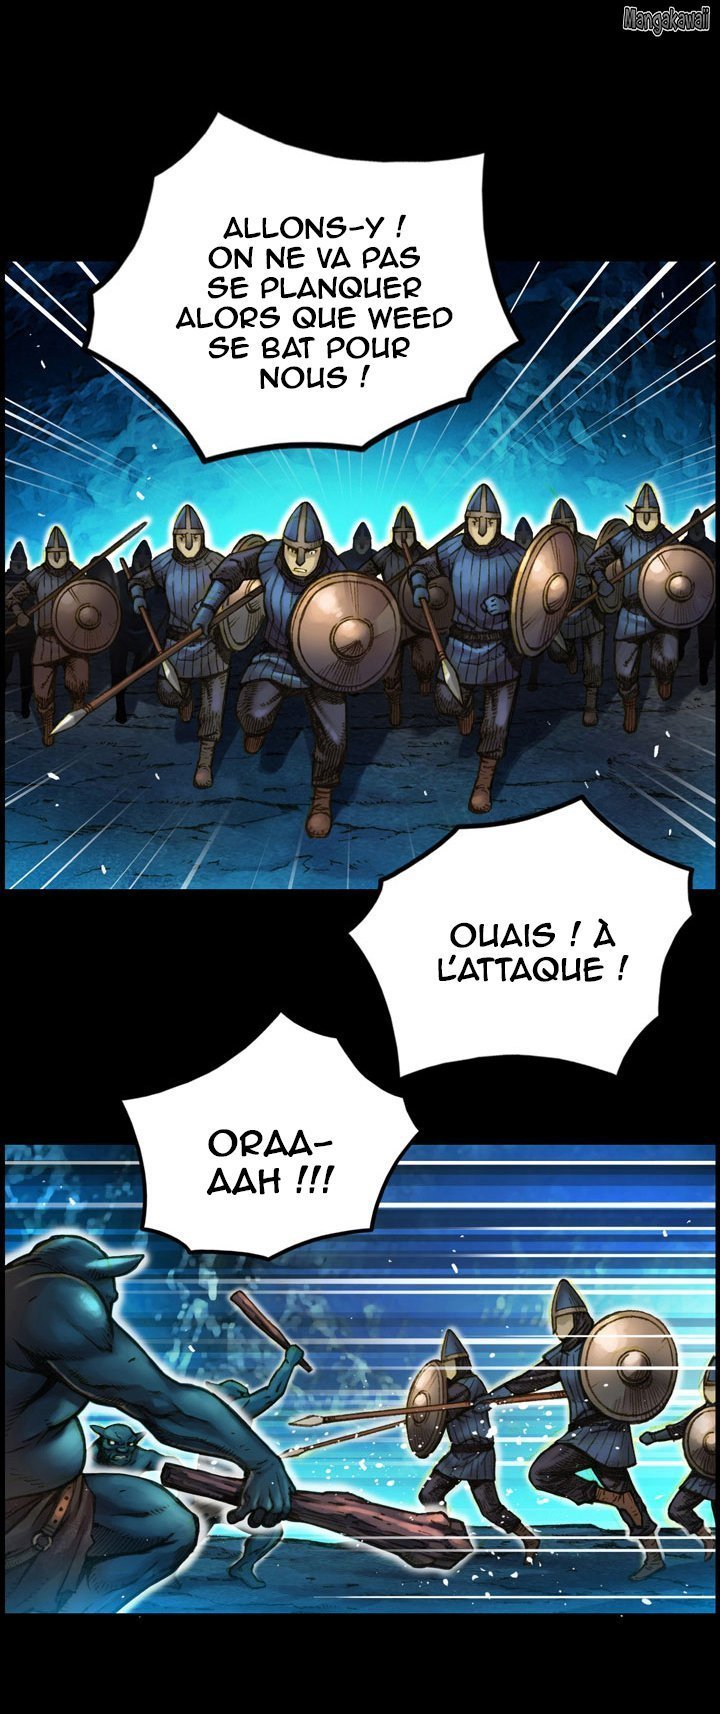 Mangakawaii
ALLONS-Y !
ON NE VA PAS
SE PLANQUER
ALORS QUE WEED
SE BAT POUR
NOUS !
OUAIS ! À
L'ATTAQUE !
ORAA-
AAH !!!